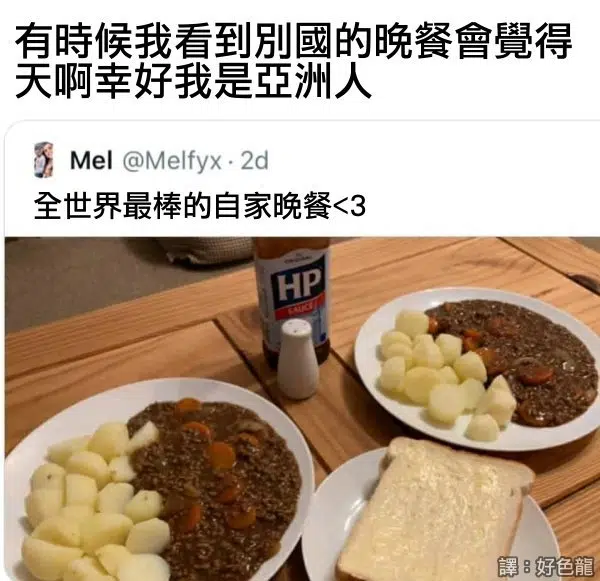 有時候我看到別國的晚餐會覺得
天啊幸好我是亞洲人
Mel @Melfyx · 2d
全世界最棒的自家晚餐<3
ORIGINAL
HP
SAUCE
譯：好色龍